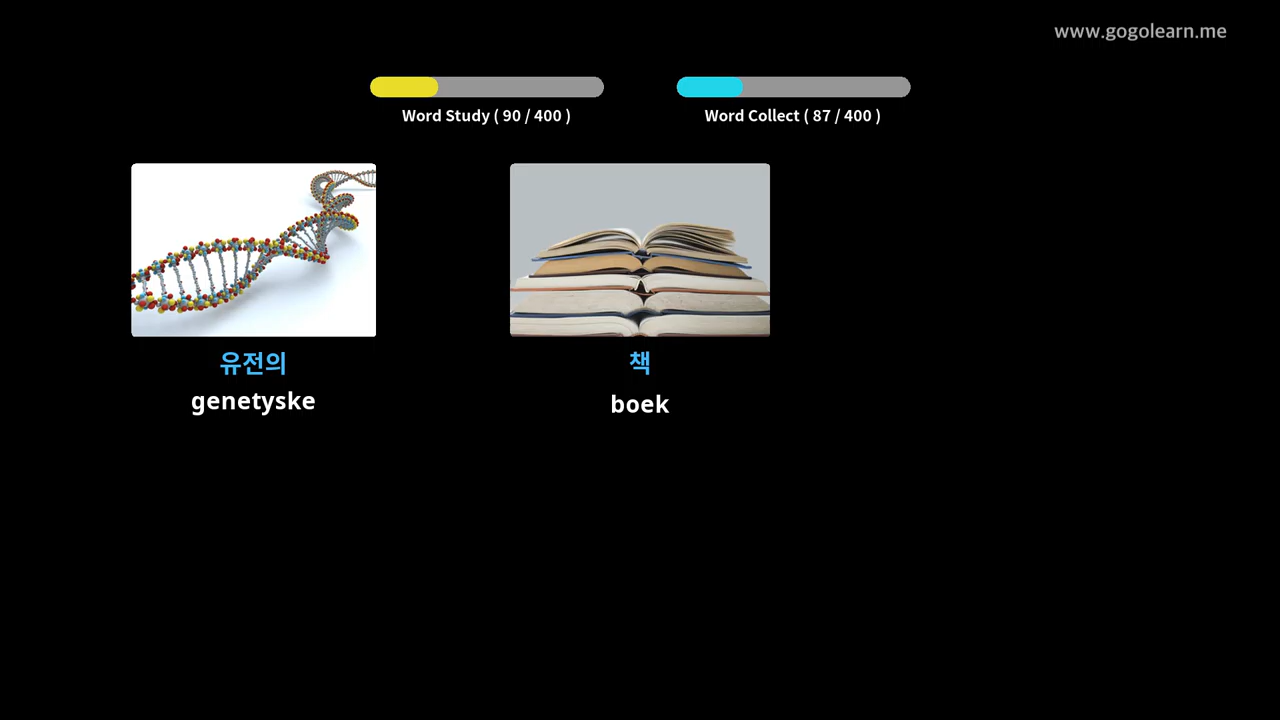 www.gogolearn.me
Word Study ( 90 / 400 )
Word Collect ( 87 / 400 )
유전의
genetyske
책
boek